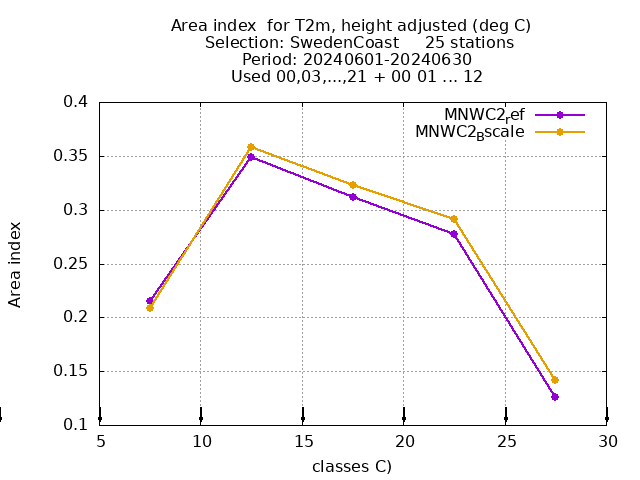 Area index  for T2m, height adjusted (deg C)
Selection: SwedenCoast     25 stations
Period: 20240601-20240630
Used 00,03,...,21 + 00 01 ... 12
MNWC2ref
MNWC2Bscale
0.4
0.35
0.3
0.25
0.2
0.15
0.1
Area index
5 10 15 20 25 30
classes C)